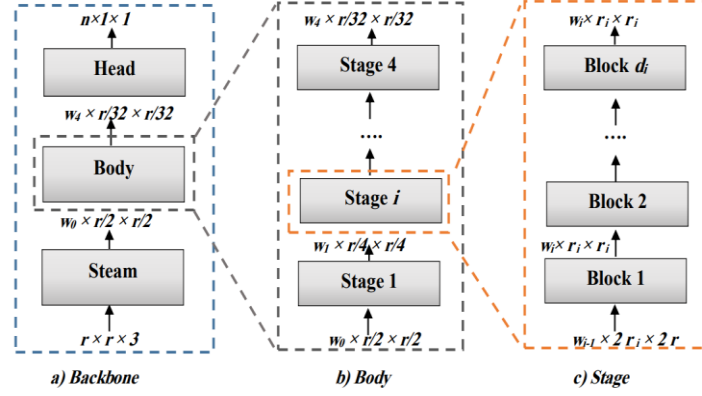 n×1×1
Head
w₄ × r/32 × r/32
Body
w₀ × r/2 × r/2
Steam
r × r × 3
a) Backbone
w₄ × r/32 × r/32
Stage 4
....
Stage i
w₁ × r/4 × r/4
Stage 1
w₀ × r/2 × r/2
b) Body
wᵢ × rᵢ × rᵢ
Block dᵢ
....
Block 2
wᵢ × rᵢ × rᵢ
Block 1
wᵢ₋₁ × 2 rᵢ × 2 r
c) Stage